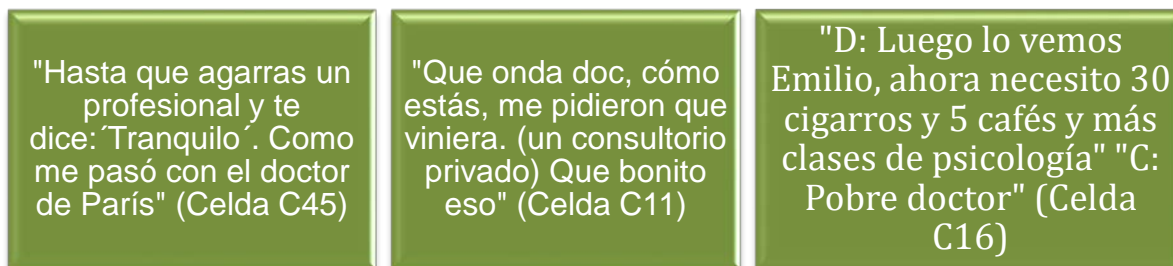 "Hasta que agarras un
profesional y te
dice:´Tranquilo´. Como
me pasó con el doctor
de París" (Celda C45)
"Que onda doc, cómo
estás, me pidieron que
viniera. (un consultorio
privado) Que bonito
eso" (Celda C11)
"D: Luego lo vemos
Emilio, ahora necesito 30
cigarros y 5 cafés y más
clases de psicología" "C:
Pobre doctor" (Celda
C16)